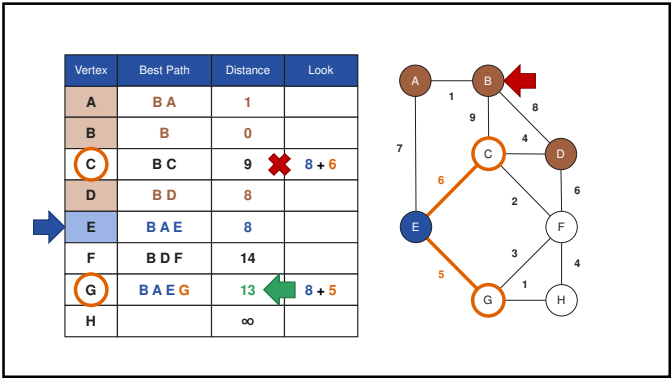 Vertex Best Path Distance Look
A B A 1
B B 0
C B C 9 8 + 6
D B D 8
E B A E 8
F B D F 14
G B A E G 13 8 + 5
H ∞
A B
1
8
9
4
7
C D
6
6
2
E F
3
5
4
1
G H